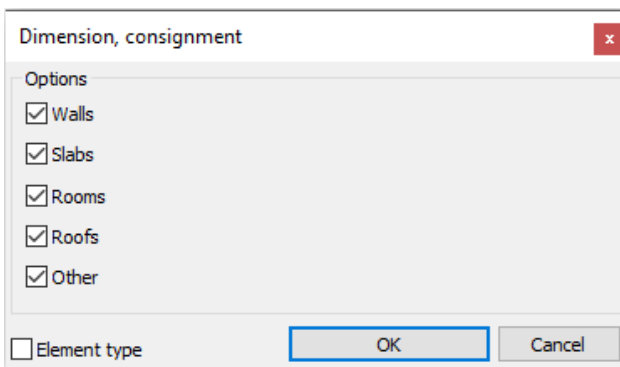 Dimension, consignment
x
Options
Walls
Slabs
Rooms
Roofs
Other
Element type
OK
Cancel